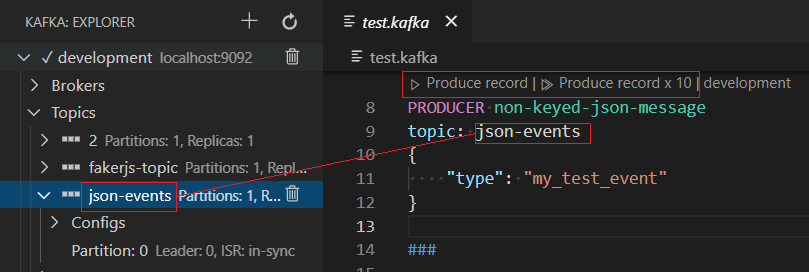 KAFKA: EXPLORER
development localhost:9092
Brokers
Topics
2 Partitions: 1, Replicas: 1
fakerjs-topic Partitions: 1, Repl...
json-events Partitions: 1, R...
Configs
Partition: 0 Leader: 0, ISR: in-sync
test.kafka
test.kafka
Produce record | Produce record x 10 | development
8 PRODUCER non-keyed-json-message
9 topic: json-events
10 {
11 "type": "my_test_event"
12 }
13
14 ###